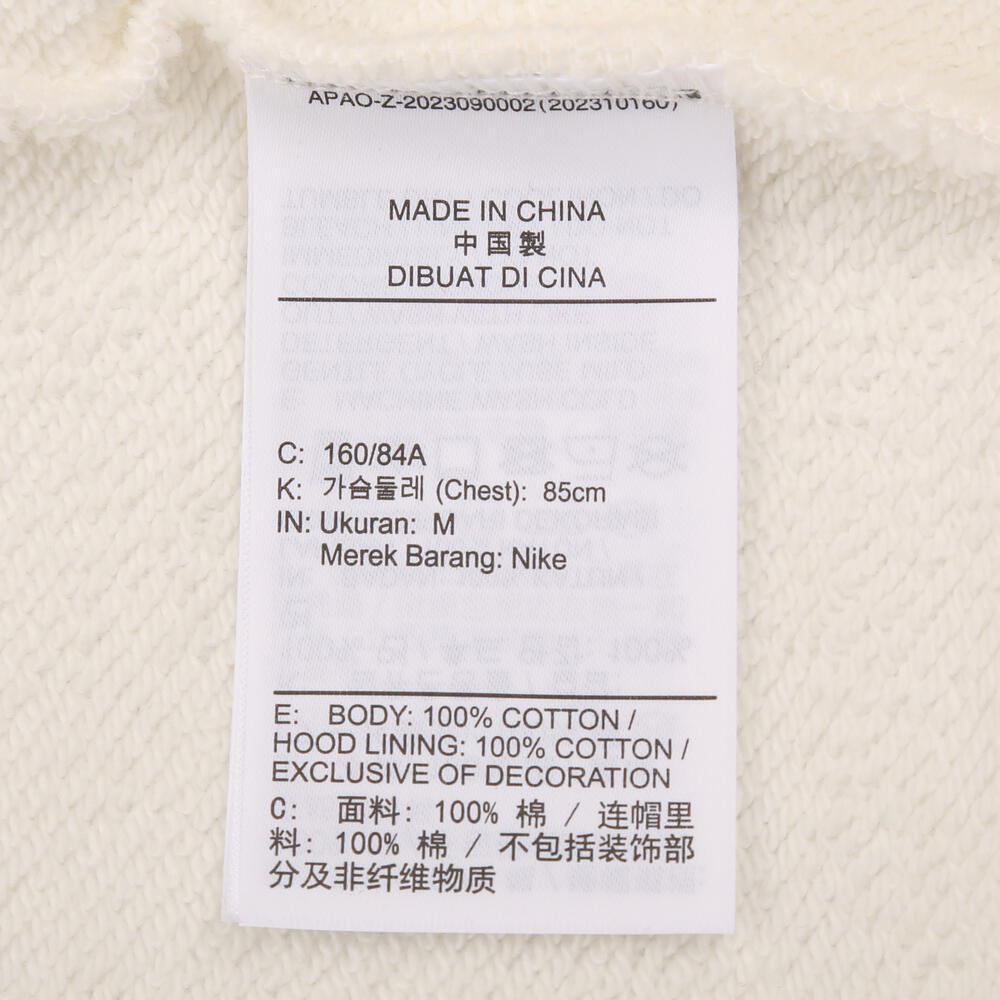 APAO-Z-2023090002(202310160)
MADE IN CHINA
中国製
DIBUAT DI CINA
C: 160/84A
K: 가슴둘레 (Chest): 85cm
IN: Ukuran: M
Merek Barang: Nike
E: BODY: 100% COTTON /
HOOD LINING: 100% COTTON /
EXCLUSIVE OF DECORATION
C: 面料: 100% 棉 / 连帽里
料: 100% 棉 / 不包括装饰部
分及非纤维物质